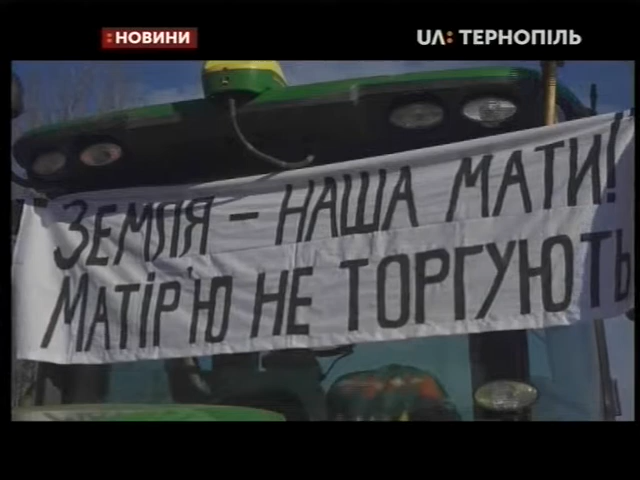 :НОВИНИ
UA: ТЕРНОПІЛЬ
ЗЕМЛЯ - НАША МАТИ!
МАТІР'Ю НЕ ТОРГУЮТЬ